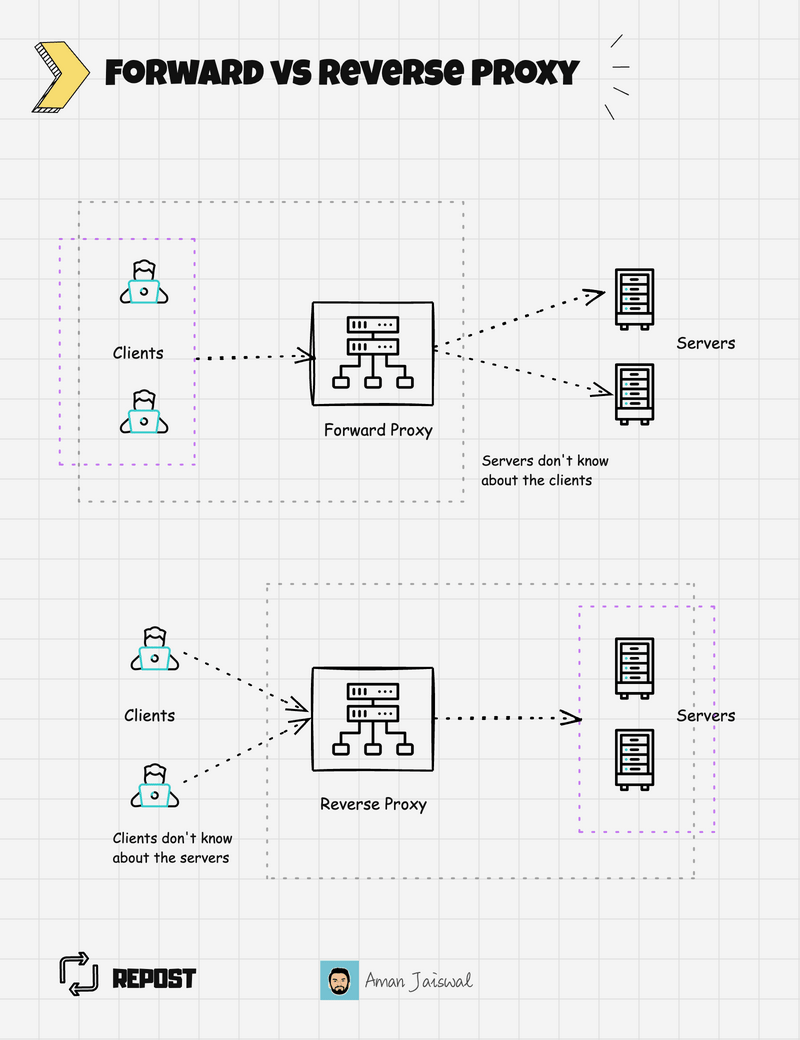 FORWARD VS REVERSE PROXY
Clients
Forward Proxy
Servers
Servers don't know
about the clients
Clients
Reverse Proxy
Servers
Clients don't know
about the servers
REPOST
Aman Jaiswal